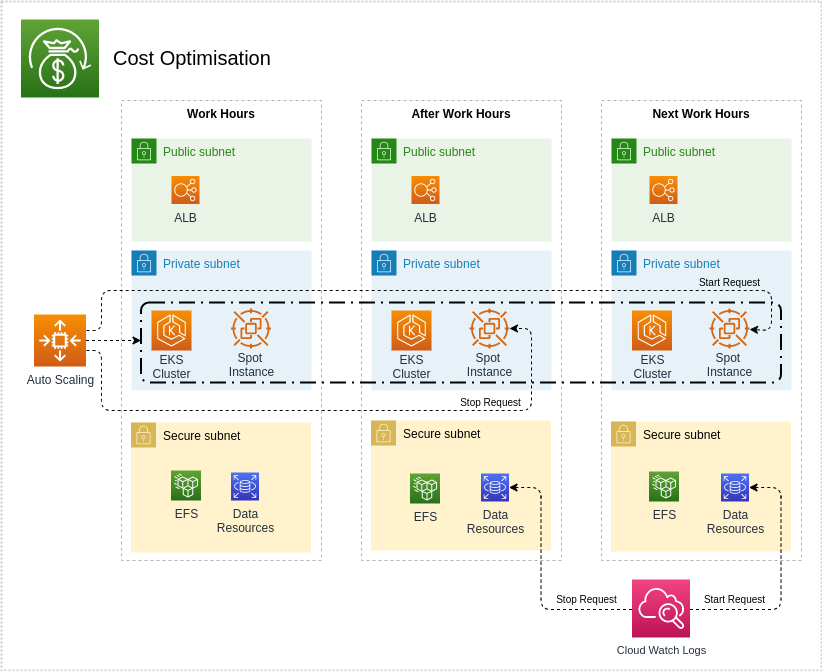 Cost Optimisation
Work Hours
After Work Hours
Next Work Hours
Public subnet
Public subnet
Public subnet
ALB
ALB
ALB
Private subnet
Private subnet
Private subnet
Start Request
EKS
Cluster
Spot
Instance
EKS
Cluster
Spot
Instance
EKS
Cluster
Spot
Instance
Auto Scaling
Stop Request
Secure subnet
Secure subnet
Secure subnet
EFS
Data
Resources
EFS
Data
Resources
EFS
Data
Resources
Stop Request
Start Request
Cloud Watch Logs